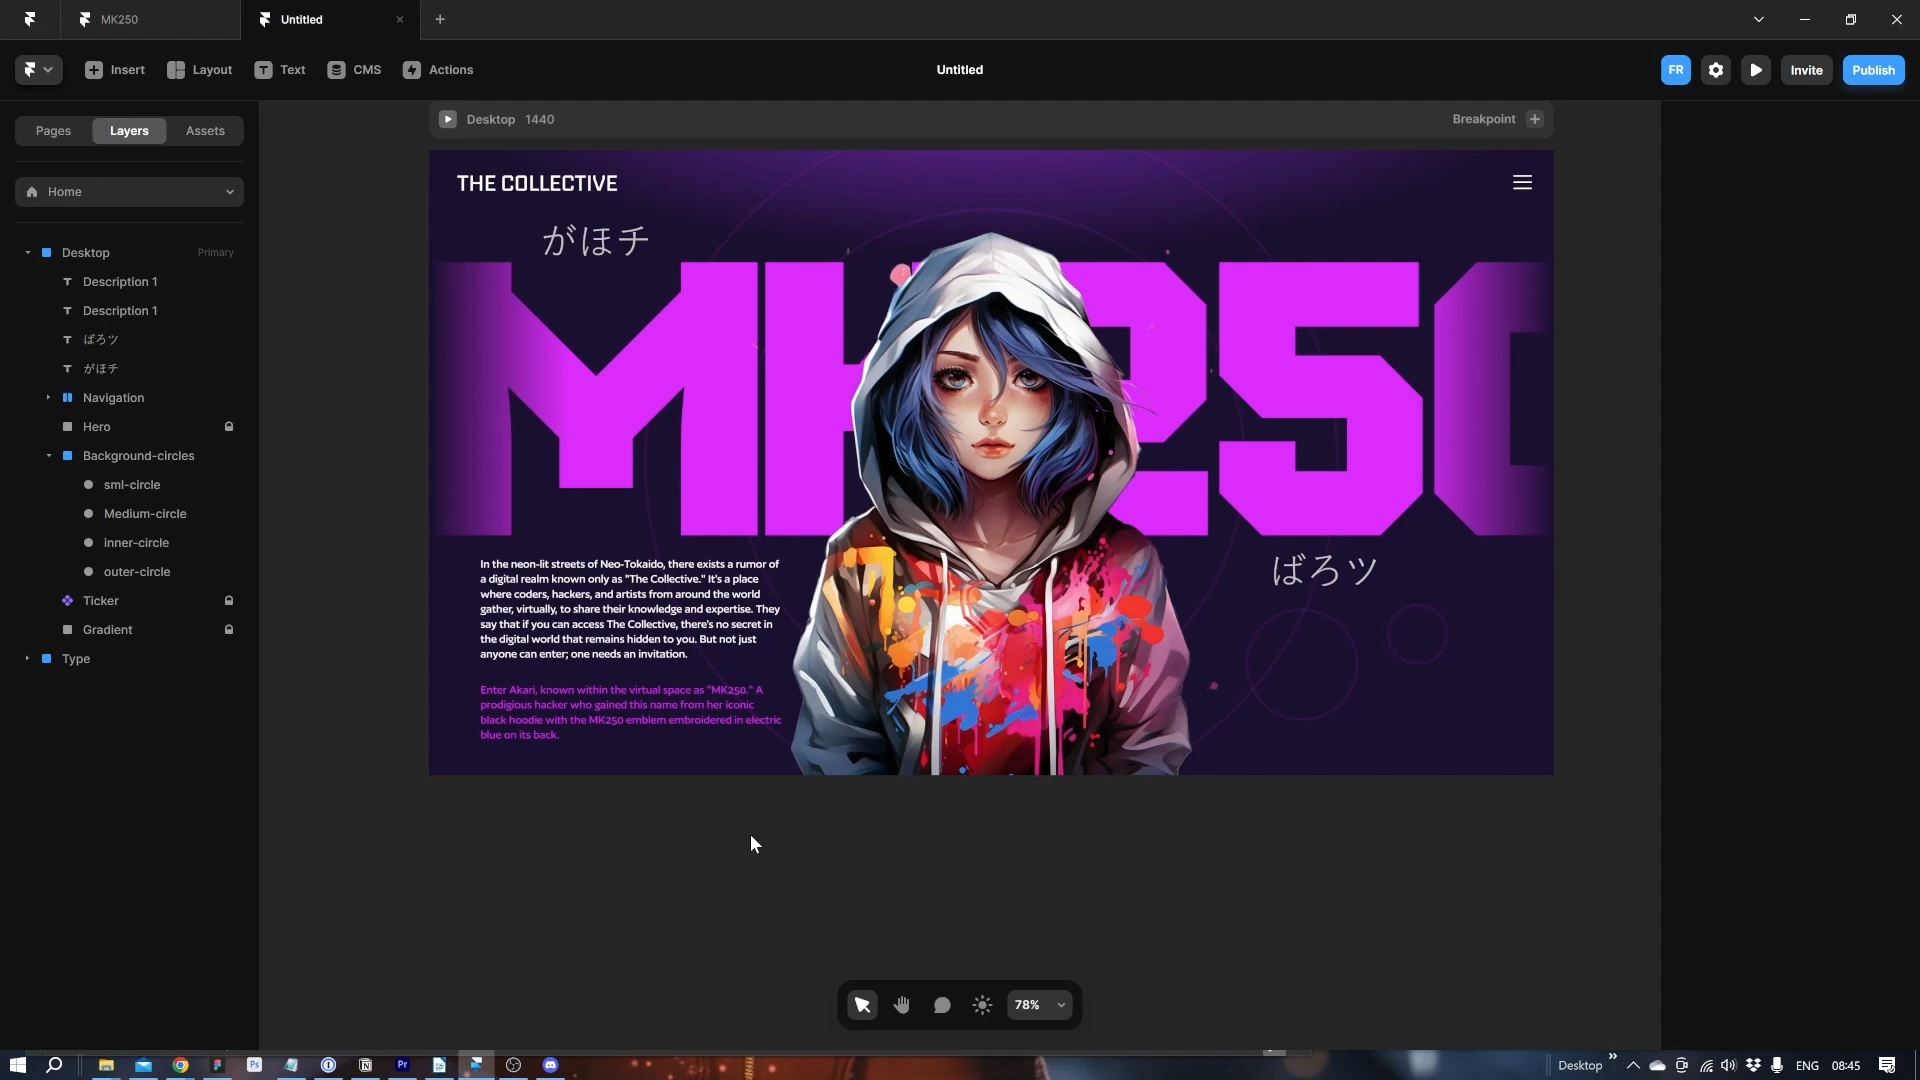 MK250
Untitled
Insert
Layout
Text
CMS
Actions
Untitled
FR
Invite
Publish
Pages
Layers
Assets
Home
Desktop
Primary
Description 1
Description 1
ばろツ
がほチ
Navigation
Hero
Background-circles
sml-circle
Medium-circle
inner-circle
outer-circle
Ticker
Gradient
Type
Desktop 1440
Breakpoint
THE COLLECTIVE
がほチ
MK250
ばろツ
In the neon-lit streets of Neo-Tokaido, there exists a rumor of
a digital realm known only as "The Collective." It's a place
where coders, hackers, and artists from around the world
gather, virtually, to share their knowledge and expertise. They
say that if you can access The Collective, there's no secret in
the digital world that remains hidden to you. But not just
anyone can enter; one needs an invitation.
Enter Akari, known within the virtual space as "MK250." A
prodigious hacker who gained this name from her iconic
black hoodie with the MK250 emblem embroidered in electric
blue on its back.
78%
Ps
Pr
Desktop
ENG
08:45